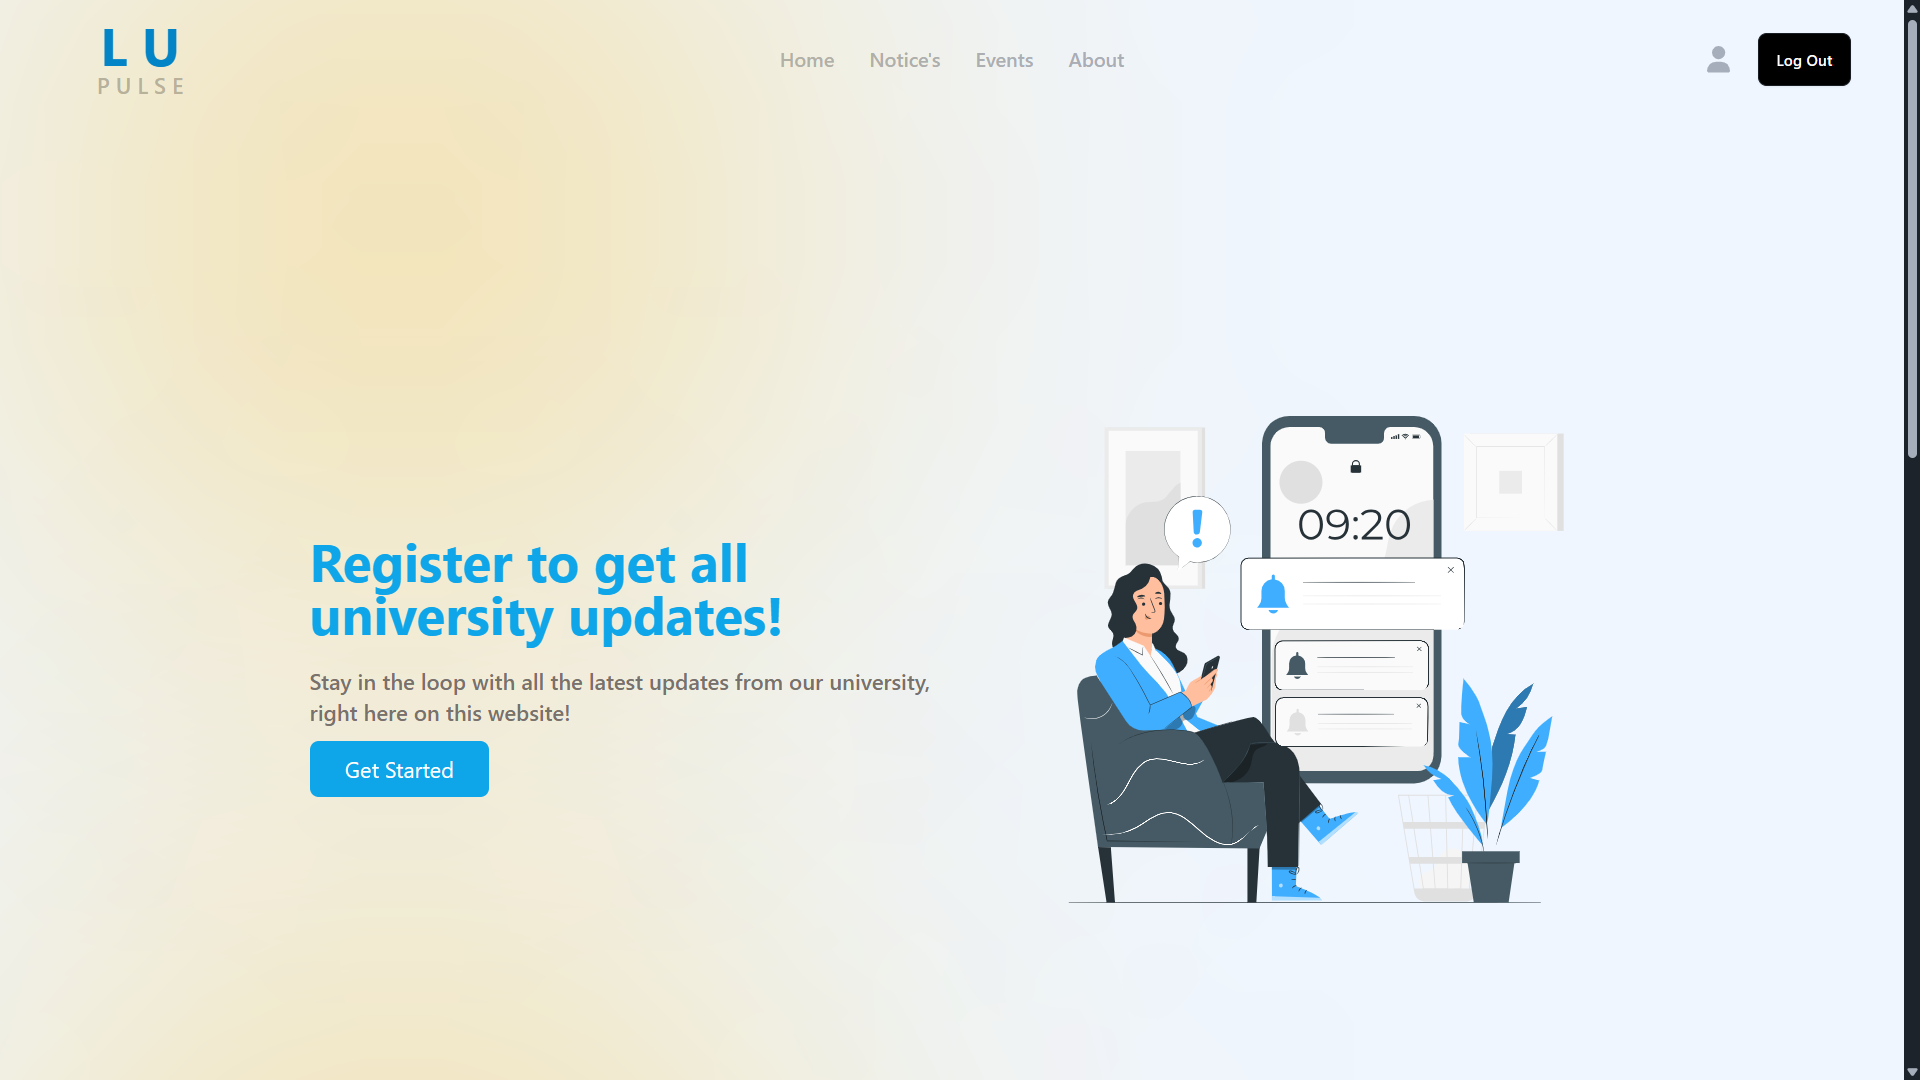 L U
PULSE
Home
Notice's
Events
About
Log Out
09:20
!
Register to get all
university updates!
Stay in the loop with all the latest updates from our university,
right here on this website!
Get Started